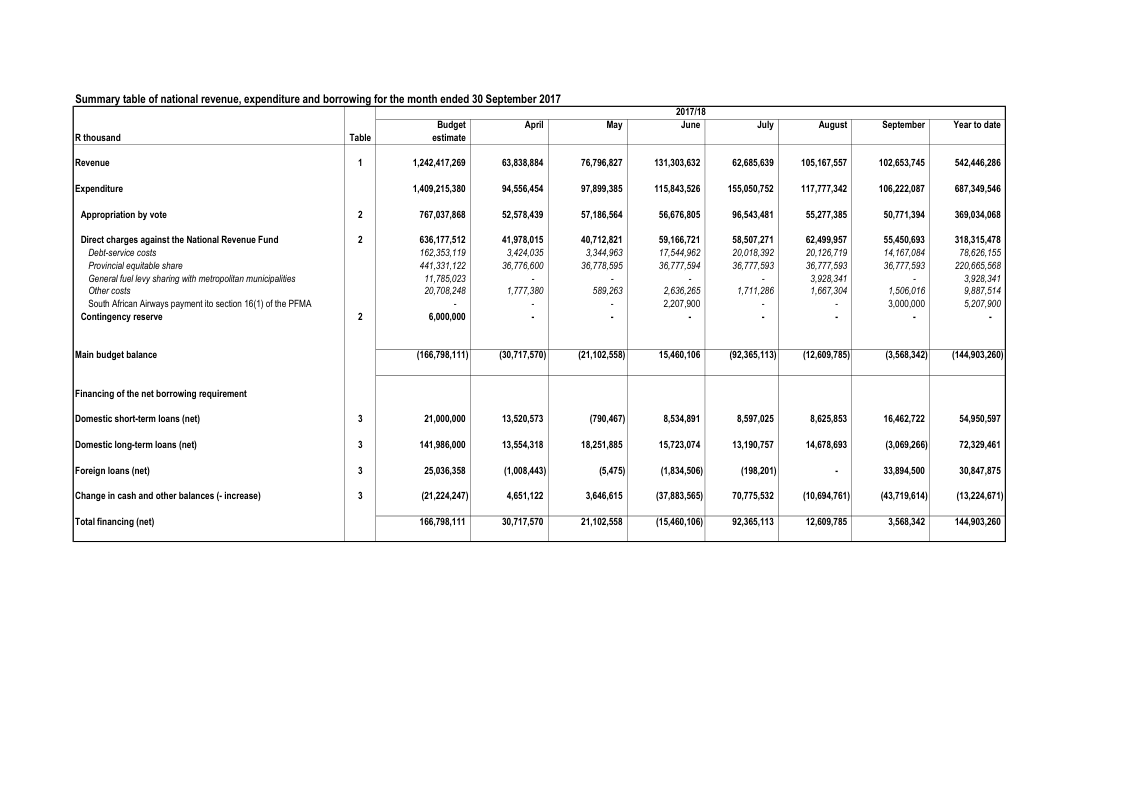 Summary table of national revenue, expenditure and borrowing for the month ended 30 September 2017
2017/18
Budget April May June July August September Year to date
R thousand Table estimate
Revenue 1 1,242,417,269 63,838,884 76,796,827 131,303,632 62,685,639 105,167,557 102,653,745 542,446,286
Expenditure 1,409,215,380 94,556,454 97,899,385 115,843,526 155,050,752 117,777,342 106,222,087 687,349,546
Appropriation by vote 2 767,037,868 52,578,439 57,186,564 56,676,805 96,543,481 55,277,385 50,771,394 369,034,068
Direct charges against the National Revenue Fund 2 636,177,512 41,978,015 40,712,821 59,166,721 58,507,271 62,499,957 55,450,693 318,315,478
Debt-service costs 162,353,119 3,424,035 3,344,963 17,544,962 20,018,392 20,126,719 14,167,084 78,626,155
Provincial equitable share 441,331,122 36,776,600 36,778,595 36,777,594 36,777,593 36,777,593 36,777,593 220,665,568
General fuel levy sharing with metropolitan municipalities 11,785,023 - - - - 3,928,341 - 3,928,341
Other costs 20,708,248 1,777,380 589,263 2,636,265 1,711,286 1,667,304 1,506,016 9,887,514
South African Airways payment ito section 16(1) of the PFMA - - - 2,207,900 - - 3,000,000 5,207,900
Contingency reserve 2 6,000,000 - - - - - - -
Main budget balance (166,798,111) (30,717,570) (21,102,558) 15,460,106 (92,365,113) (12,609,785) (3,568,342) (144,903,260)
Financing of the net borrowing requirement
Domestic short-term loans (net) 3 21,000,000 13,520,573 (790,467) 8,534,891 8,597,025 8,625,853 16,462,722 54,950,597
Domestic long-term loans (net) 3 141,986,000 13,554,318 18,251,885 15,723,074 13,190,757 14,678,693 (3,069,266) 72,329,461
Foreign loans (net) 3 25,036,358 (1,008,443) (5,475) (1,834,506) (198,201) - 33,894,500 30,847,875
Change in cash and other balances (- increase) 3 (21,224,247) 4,651,122 3,646,615 (37,883,565) 70,775,532 (10,694,761) (43,719,614) (13,224,671)
Total financing (net) 166,798,111 30,717,570 21,102,558 (15,460,106) 92,365,113 12,609,785 3,568,342 144,903,260